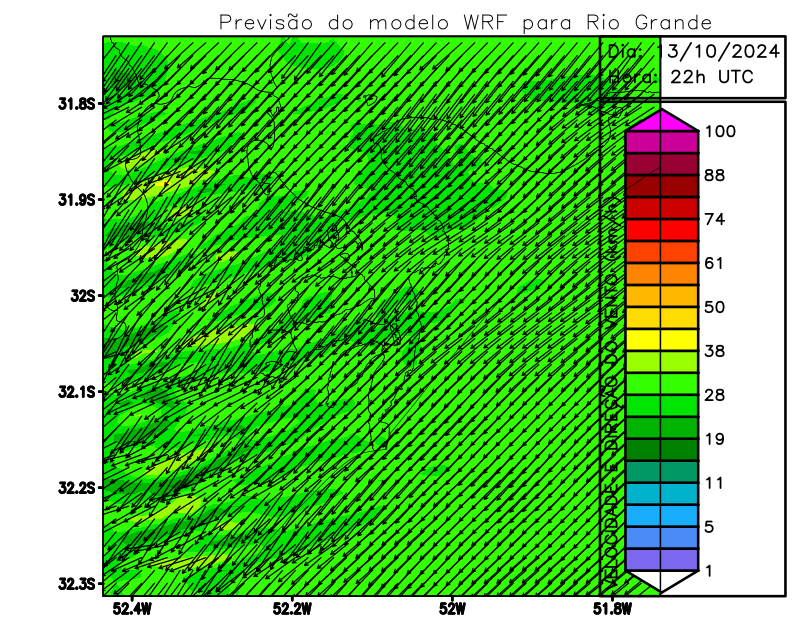 Previsão do modelo WRF para Rio Grande
Dia: 13/10/2024
Hora: 22h UTC
31.8S
31.9S
32S
32.1S
32.2S
32.3S
52.4W
52.2W
52W
51.8W
VELOCIDADE E DIREÇÃO DO VENTO (km/h)
100
88
74
61
50
38
28
19
11
5
1